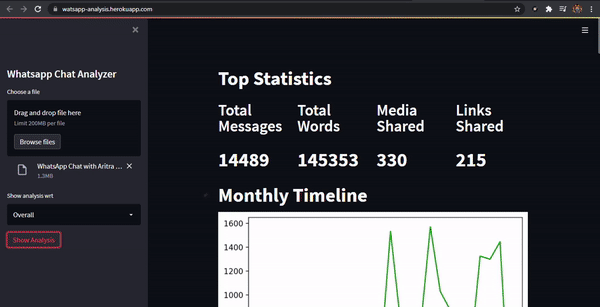 watsapp-analysis.herokuapp.com
Whatsapp Chat Analyzer
Choose a file
Drag and drop file here
Limit 200MB per file
Browse files
WhatsApp Chat with Aritra ...
1.3MB
Show analysis wrt
Overall
Show Analysis
Top Statistics
Total Messages
Total Words
Media Shared
Links Shared
14489
145353
330
215
Monthly Timeline
1600
1400
1200
1000